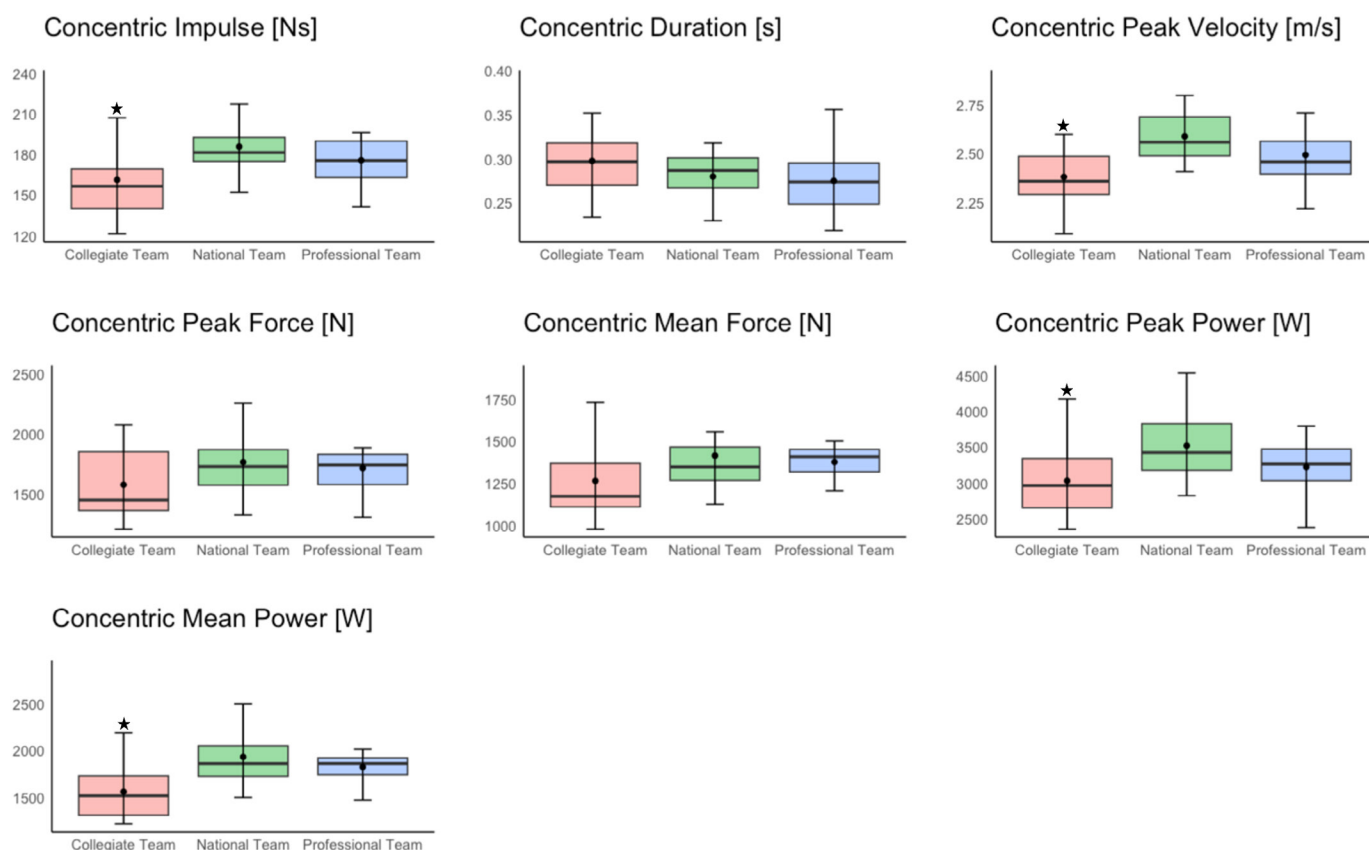 Concentric Impulse [Ns]
240
210
180
150
120
Collegiate Team National Team Professional Team
Concentric Duration [s]
0.40
0.35
0.30
0.25
Collegiate Team National Team Professional Team
Concentric Peak Velocity [m/s]
2.75
2.50
2.25
Collegiate Team National Team Professional Team
Concentric Peak Force [N]
2500
2000
1500
Collegiate Team National Team Professional Team
Concentric Mean Force [N]
1750
1500
1250
1000
Collegiate Team National Team Professional Team
Concentric Peak Power [W]
4500
4000
3500
3000
2500
Collegiate Team National Team Professional Team
Concentric Mean Power [W]
2500
2000
1500
Collegiate Team National Team Professional Team